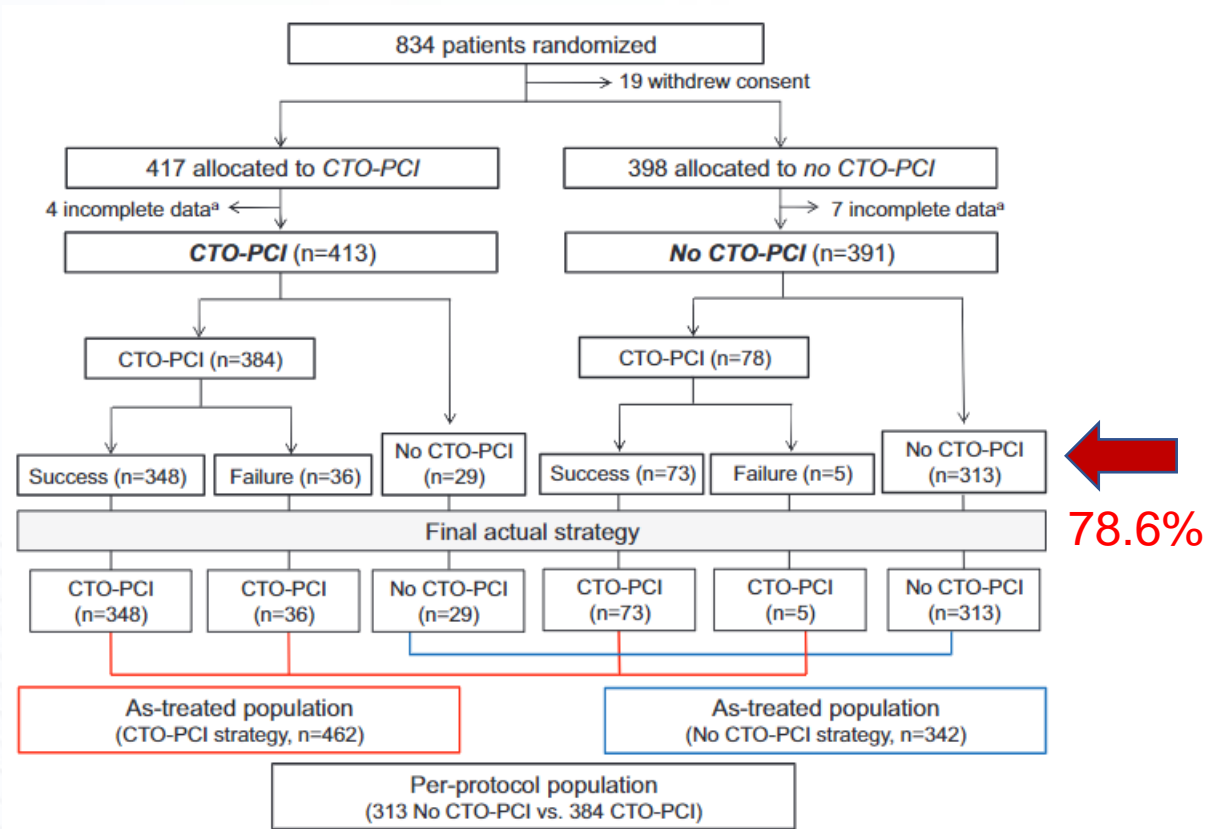 834 patients randomized
19 withdrew consent
417 allocated to CTO-PCI
398 allocated to no CTO-PCI
4 incomplete dataᵃ
7 incomplete dataᵃ
CTO-PCI (n=413)
No CTO-PCI (n=391)
CTO-PCI (n=384)
CTO-PCI (n=78)
Success (n=348)
Failure (n=36)
No CTO-PCI
(n=29)
Success (n=73)
Failure (n=5)
No CTO-PCI
(n=313)
78.6%
Final actual strategy
CTO-PCI
(n=348)
CTO-PCI
(n=36)
No CTO-PCI
(n=29)
CTO-PCI
(n=73)
CTO-PCI
(n=5)
No CTO-PCI
(n=313)
As-treated population
(CTO-PCI strategy, n=462)
As-treated population
(No CTO-PCI strategy, n=342)
Per-protocol population
(313 No CTO-PCI vs. 384 CTO-PCI)